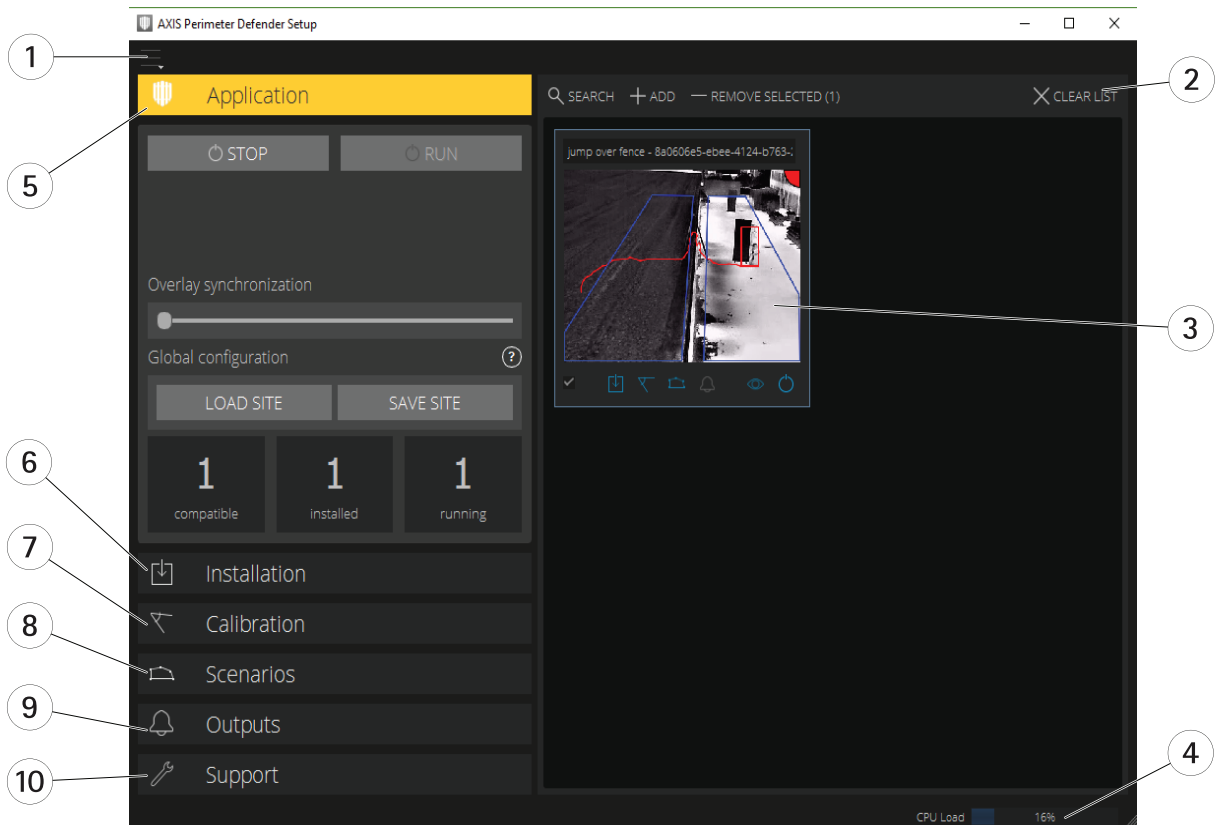 AXIS Perimeter Defender Setup
1
2
Application
SEARCH
ADD
REMOVE SELECTED (1)
CLEAR LIST
5
STOP
RUN
jump over fence - 8a0606e5-ebee-4124-b763-
Overlay synchronization
3
Global configuration
?
LOAD SITE
SAVE SITE
6
1
compatible
1
installed
1
running
7
Installation
8
Calibration
Scenarios
9
Outputs
10
Support
4
CPU Load
16%